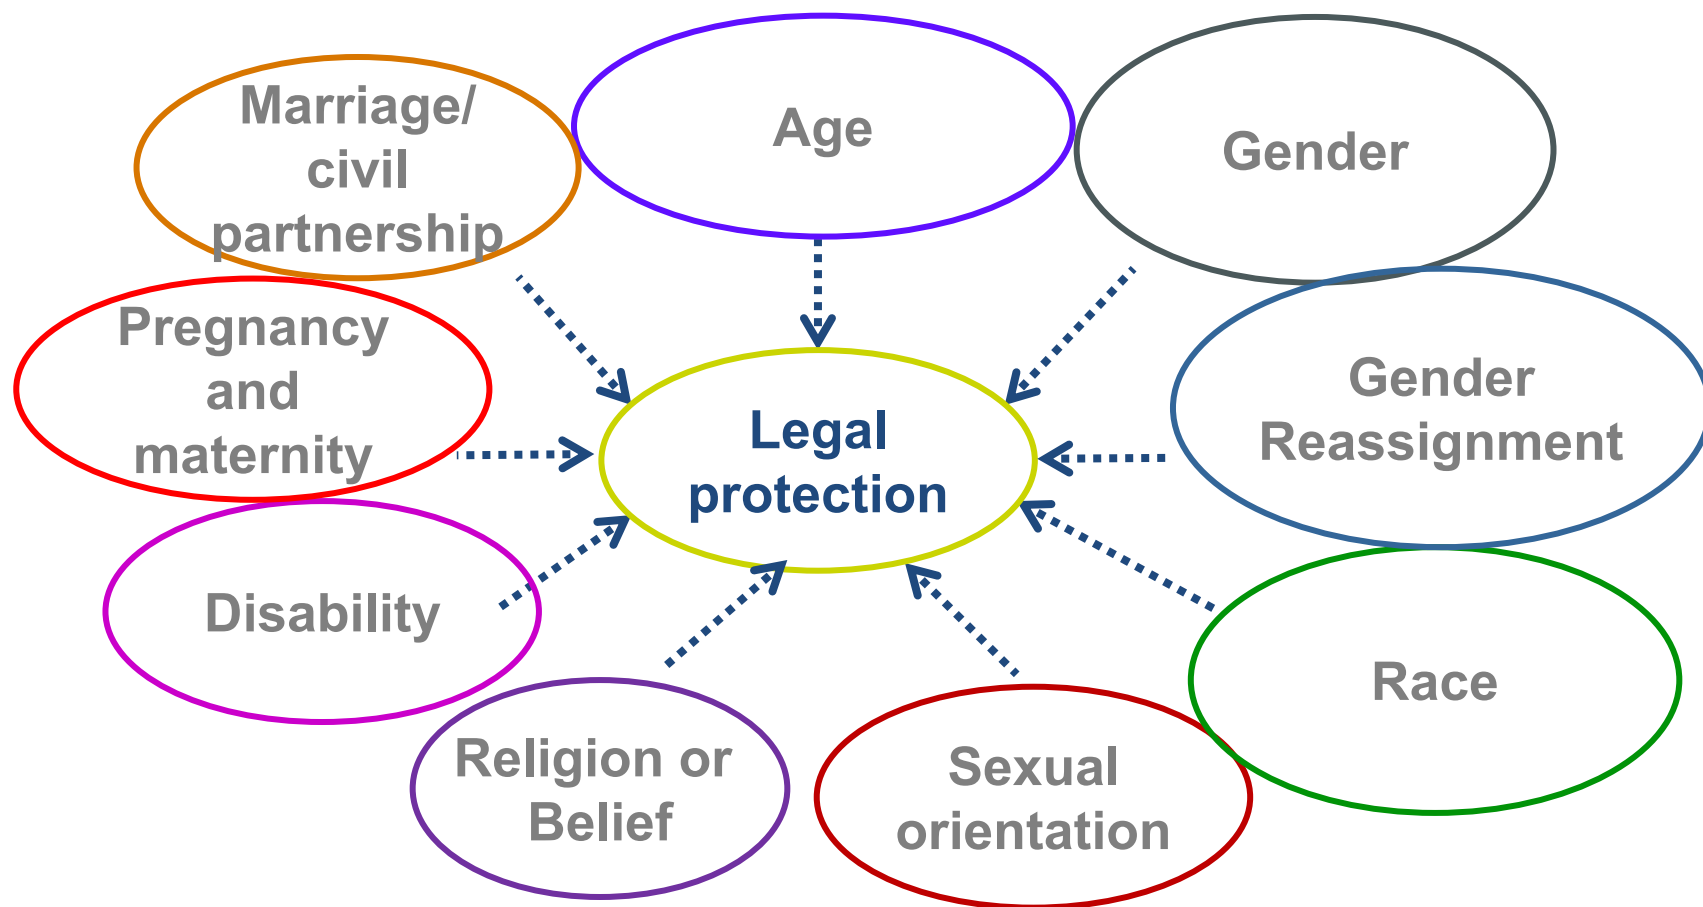 Marriage/
civil
partnership
Age
Gender
Pregnancy
and
maternity
Legal
protection
Gender
Reassignment
Disability
Race
Religion or
Belief
Sexual
orientation